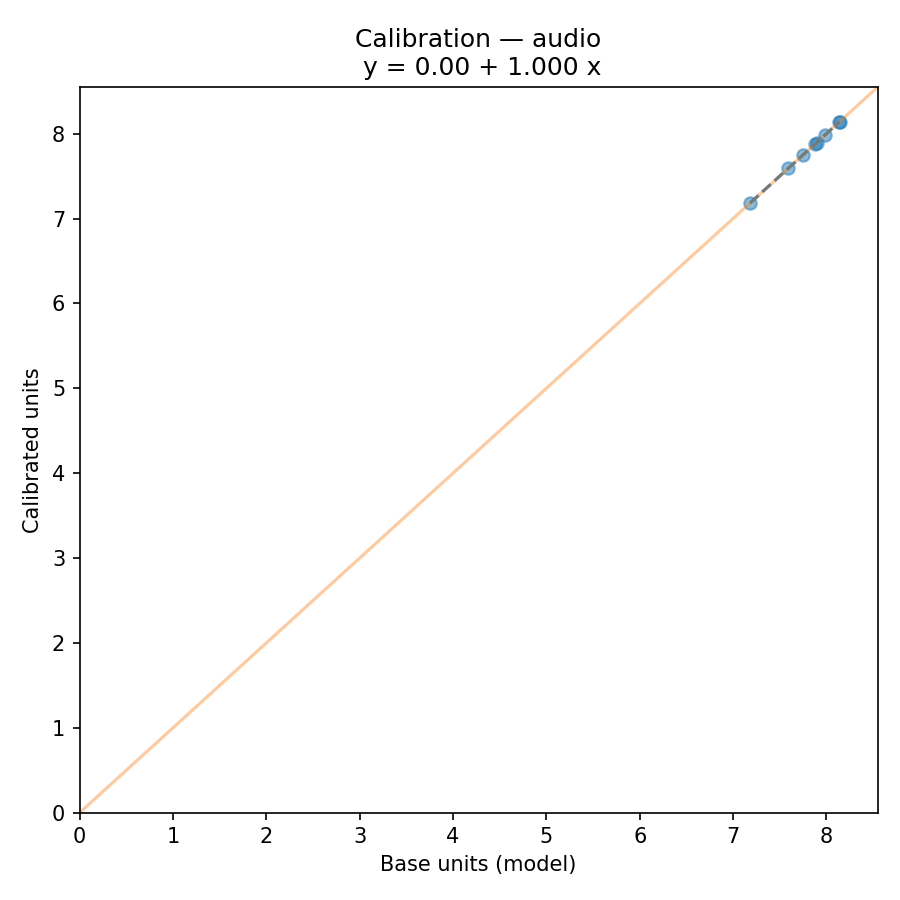 Calibration — audio
y = 0.00 + 1.000 x
8
7
6
5
4
3
2
1
0
Calibrated units
0 1 2 3 4 5 6 7 8
Base units (model)